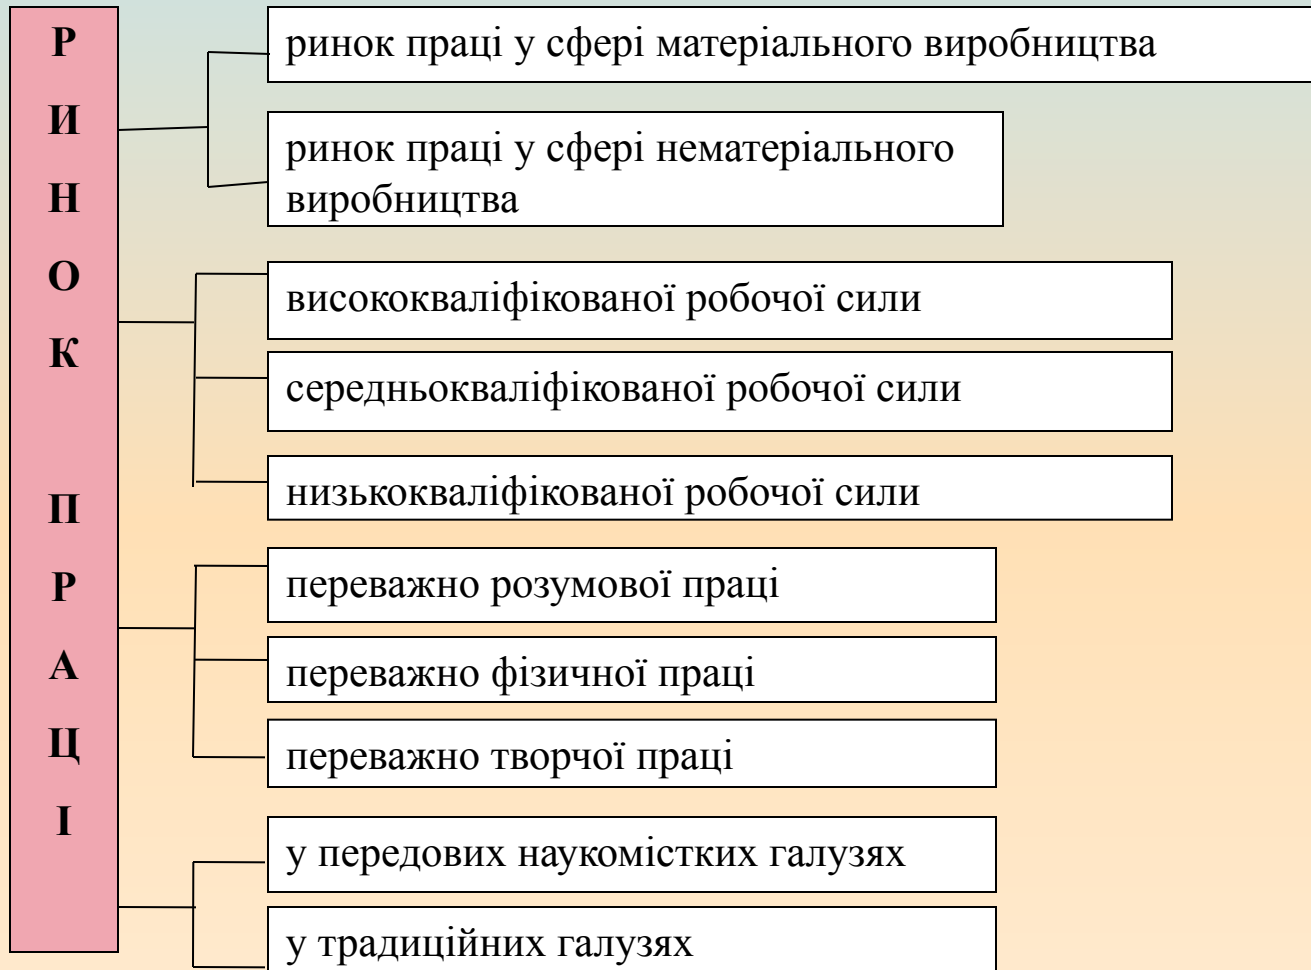 РИНОК ПРАЦІ
ринок праці у сфері матеріального виробництва
ринок праці у сфері нематеріального
виробництва
висококваліфікованої робочої сили
середньокваліфікованої робочої сили
низькокваліфікованої робочої сили
переважно розумової праці
переважно фізичної праці
переважно творчої праці
у передових наукомістких галузях
у традиційних галузях